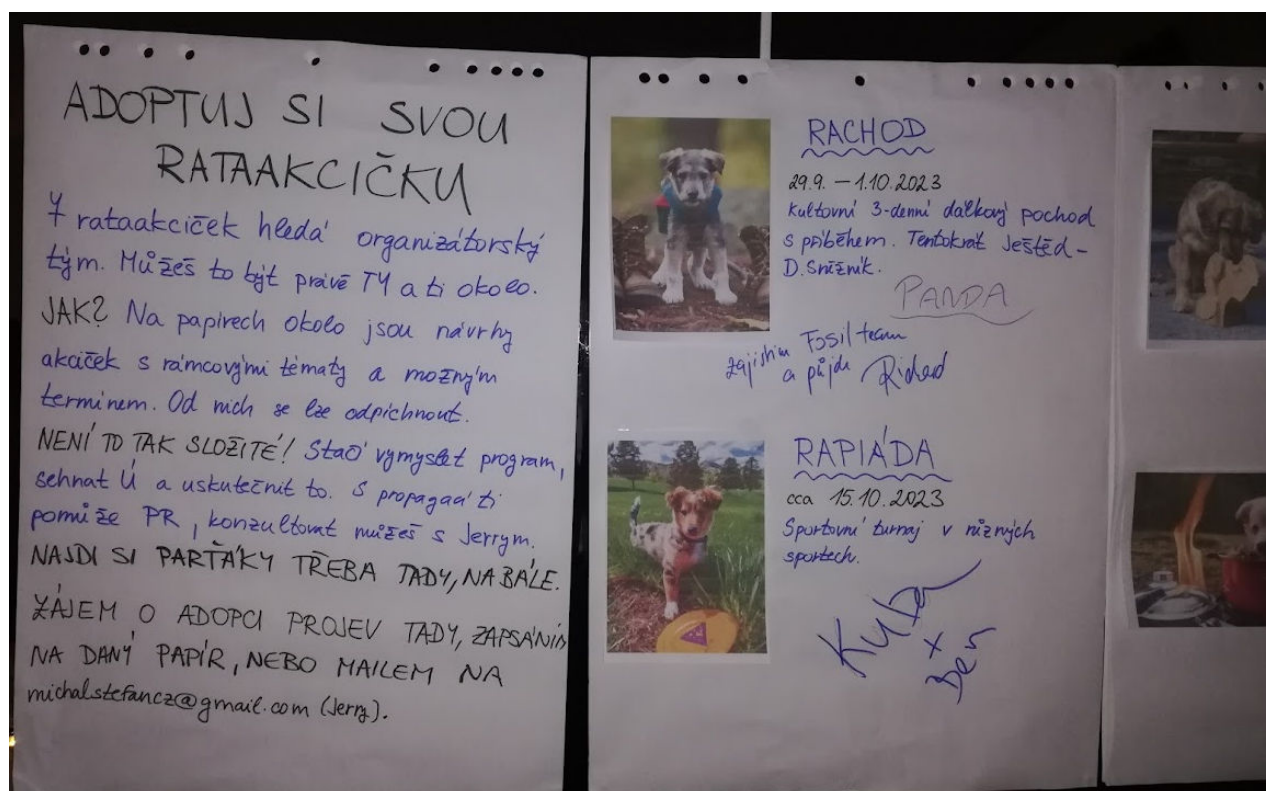 ADOPTUJ SI SVOU
RATAAKCIČKU
7 rataakciček hledá organizátorský
tým. Můžeš to být právě TY a ti okolo.
JAK? Na papírech okolo jsou návrhy
akciček s rámcovými tématy a možným
termínem. Od nich se lze odpíchnout.
NENÍ TO TAK SLOŽITÉ! Stačí vymyslet program,
sehnat Ú a uskutečnit to. S propagací ti
pomůže PR, konzultovat můžeš s Jerrym.
NAJDI SI PARŤÁKY TŘEBA TADY, NA BÁLE.
ZÁJEM O ADOPCI PROJEV TADY, ZAPSÁNÍM
NA DANÝ PAPÍR, NEBO MAILEM NA
michal.stefancz@gmail.com (Jerry).
RACHOD
29.9. – 1.10.2023
Kultovní 3-denní dálkový pochod
s příběhem. Tentokrát Ještěd –
D. Sněžník.
PANDA
zajistím Fosil team
a půjdu Richard
RAPIÁDA
cca 15.10.2023
Sportovní turnaj v různých
sportech.
Kuba
+
Ben